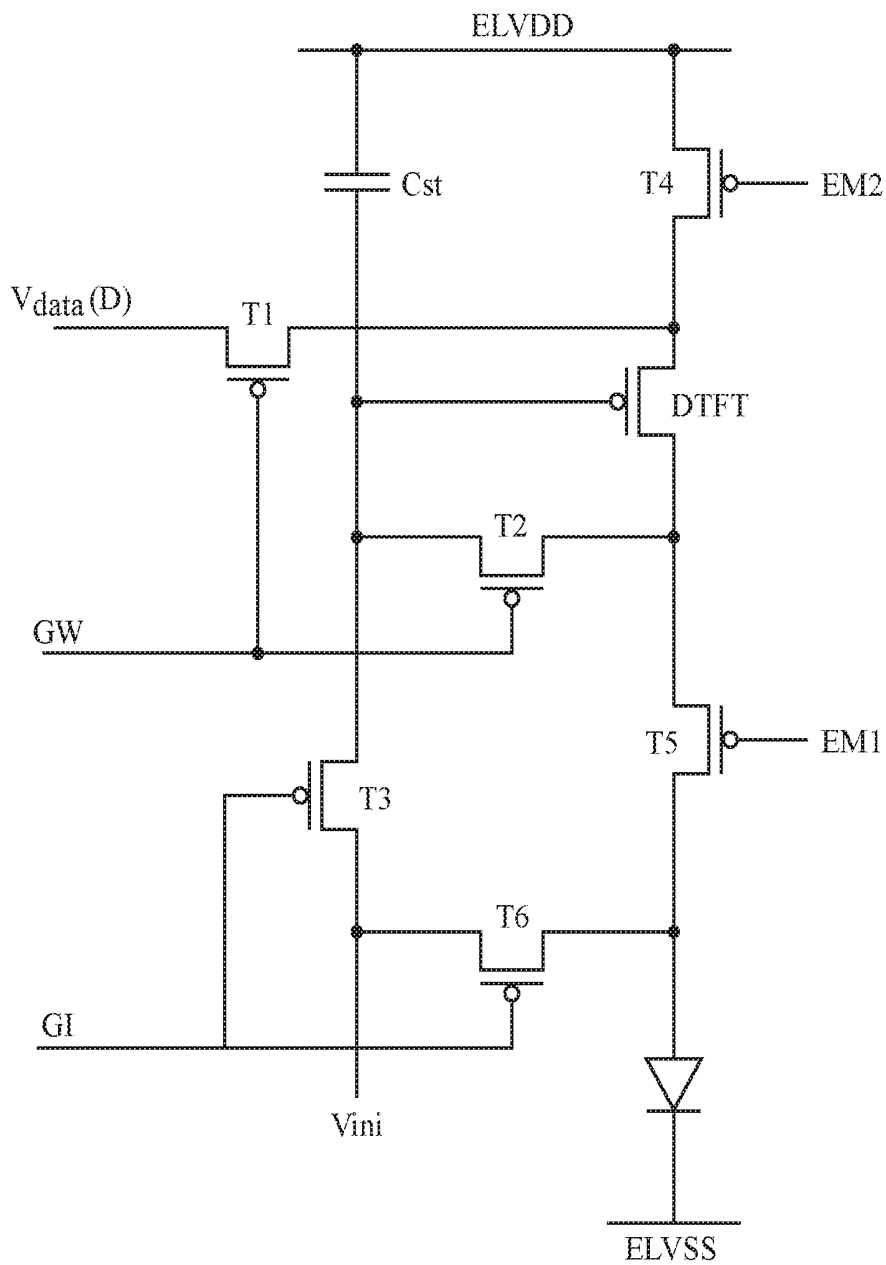 ELVDD
Cst
T4
EM2
Vdata (D)
T1
DTFT
T2
GW
T5
EM1
T3
T6
GI
Vini
ELVSS